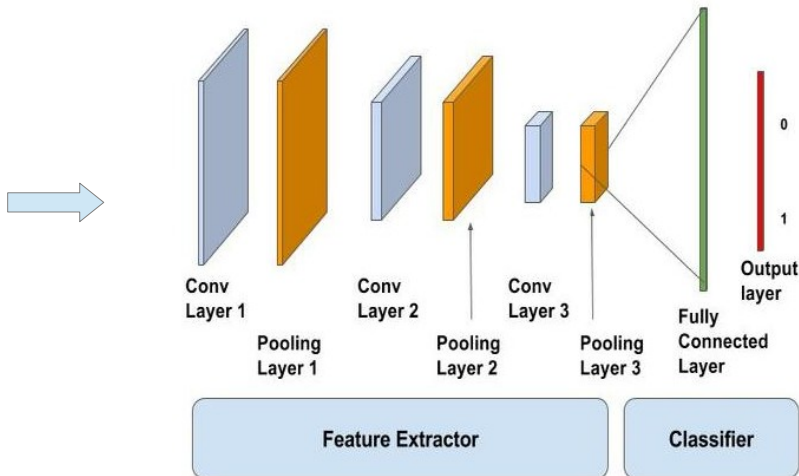 0
1
Output
layer
Conv
Layer 1
Conv
Layer 2
Conv
Layer 3
Fully
Connected
Layer
Pooling
Layer 1
Pooling
Layer 2
Pooling
Layer 3
Feature Extractor
Classifier